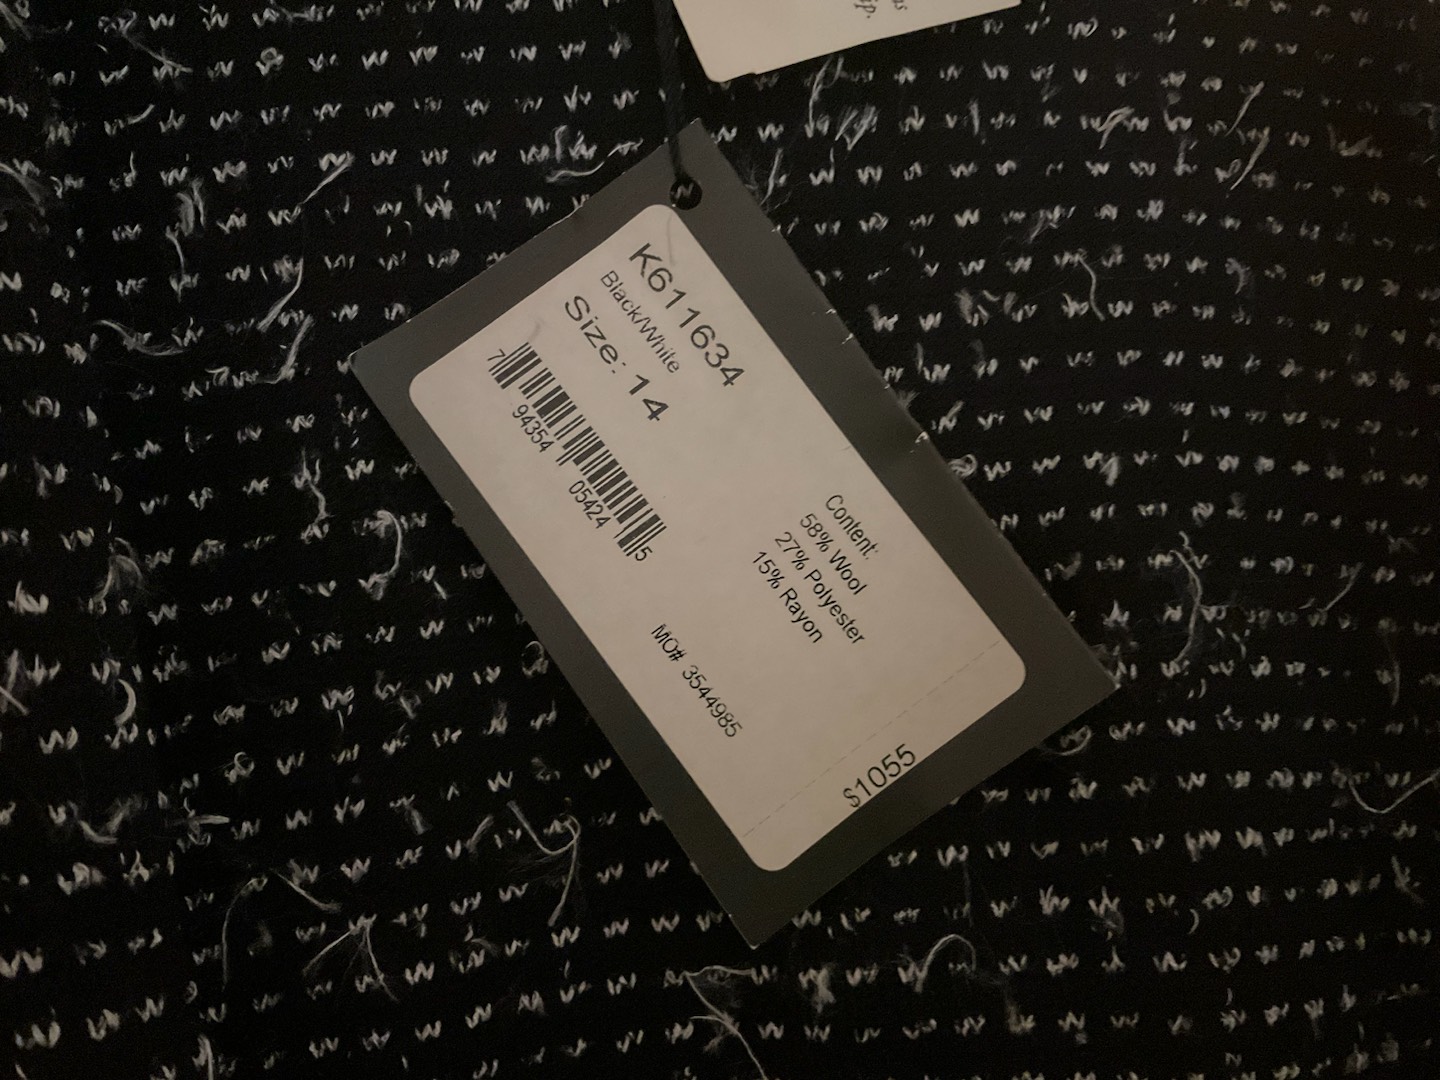 ip.
K611634
Black/White
Size: 14
7 94354 05424 5
Content:
58% Wool
27% Polyester
15% Rayon
MO# 3544985
$1055